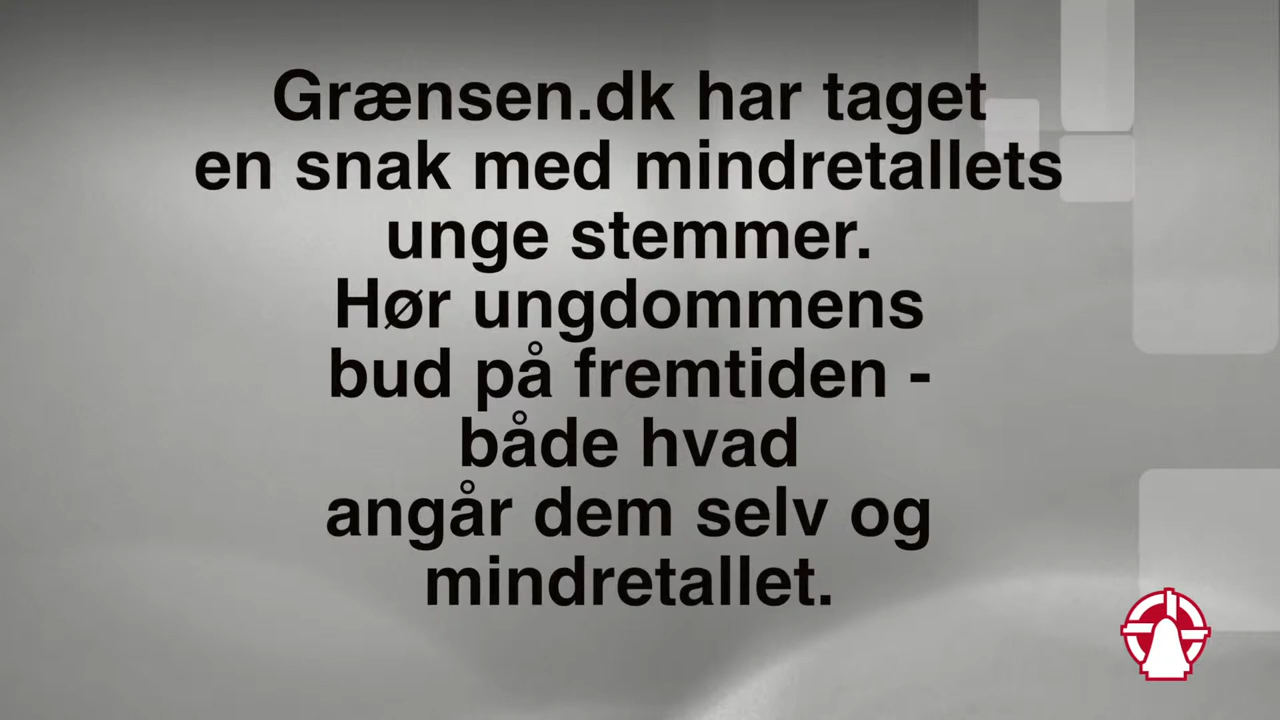 Grænsen.dk har taget
en snak med mindretallets
unge stemmer.
Hør ungdommens
bud på fremtiden -
både hvad
angår dem selv og
mindretallet.